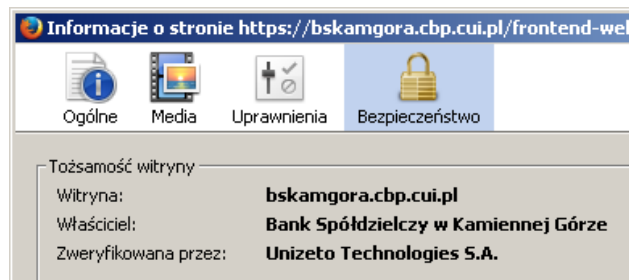 Informacje o stronie https://bskamgora.cbp.cui.pl/frontend-we
Ogólne Media Uprawnienia Bezpieczeństwo
Tożsamość witryny
Witryna: bskamgora.cbp.cui.pl
Właściciel: Bank Spółdzielczy w Kamiennej Górze
Zweryfikowana przez: Unizeto Technologies S.A.